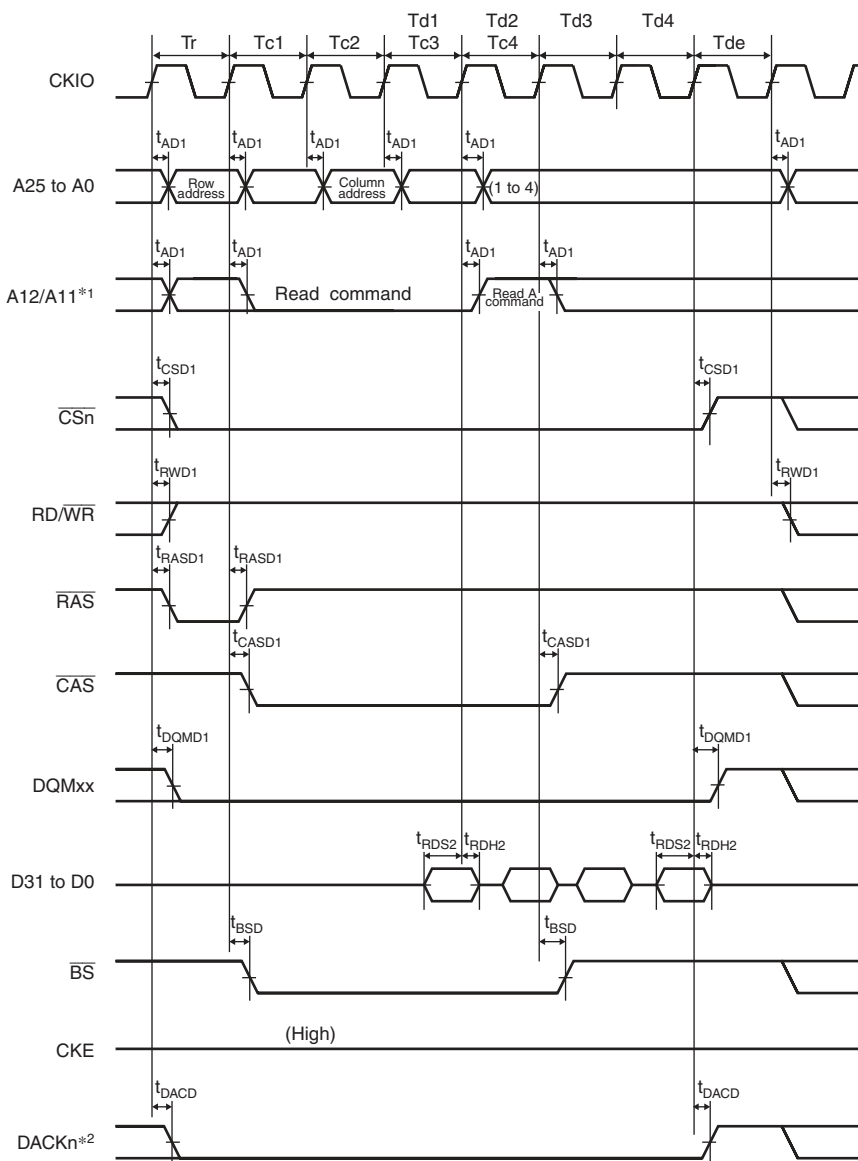 Td1 Td2 Td3 Td4
Tr Tc1 Tc2 Tc3 Tc4 Tde
CKIO
tAD1 tAD1 tAD1 tAD1 tAD1 tAD1
A25 to A0 Row address Column address (1 to 4)
tAD1 tAD1 tAD1 tAD1
A12/A11*1 Read command Read A command
tCSD1 tCSD1
CSn
tRWD1 tRWD1
RD/WR
tRASD1 tRASD1
RAS
tCASD1 tCASD1
CAS
tDQMD1 tDQMD1
DQMxx
tRDS2 tRDH2 tRDS2 tRDH2
D31 to D0
tBSD tBSD
BS
(High)
CKE
tDACD tDACD
DACKn*2